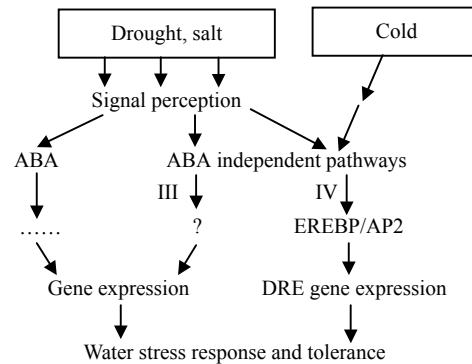 Drought, salt
Cold
Signal perception
ABA
ABA independent pathways
III
IV
......
?
EREBP/AP2
Gene expression
DRE gene expression
Water stress response and tolerance